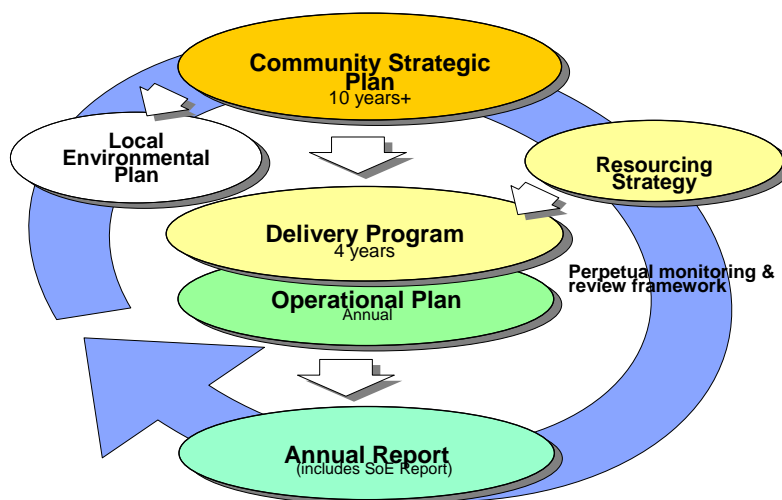 Community Strategic
Plan
10 years+
Local
Environmental
Plan
Resourcing
Strategy
Delivery Program
4 years
Perpetual monitoring &
review framework
Operational Plan
Annual
Annual Report
(includes SoE Report)